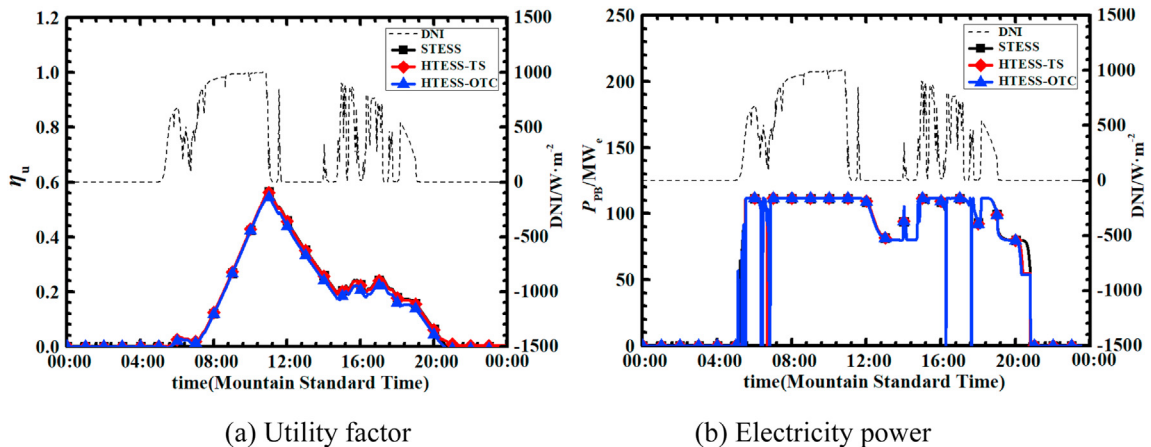 1.2
1.0
0.8
0.6
0.4
0.2
0.0
ηu
1500
1000
500
0
-500
-1000
-1500
DNI/W·m-2
DNI
STESS
HTESS-TS
HTESS-OTC
00:00 04:00 08:00 12:00 16:00 20:00 00:00
time(Mountain Standard Time)
(a) Utility factor
250
200
150
100
50
0
PPB/MWe
1500
1000
500
0
-500
-1000
-1500
DNI/W·m-2
DNI
STESS
HTESS-TS
HTESS-OTC
00:00 04:00 08:00 12:00 16:00 20:00 00:00
time(Mountain Standard Time)
(b) Electricity power